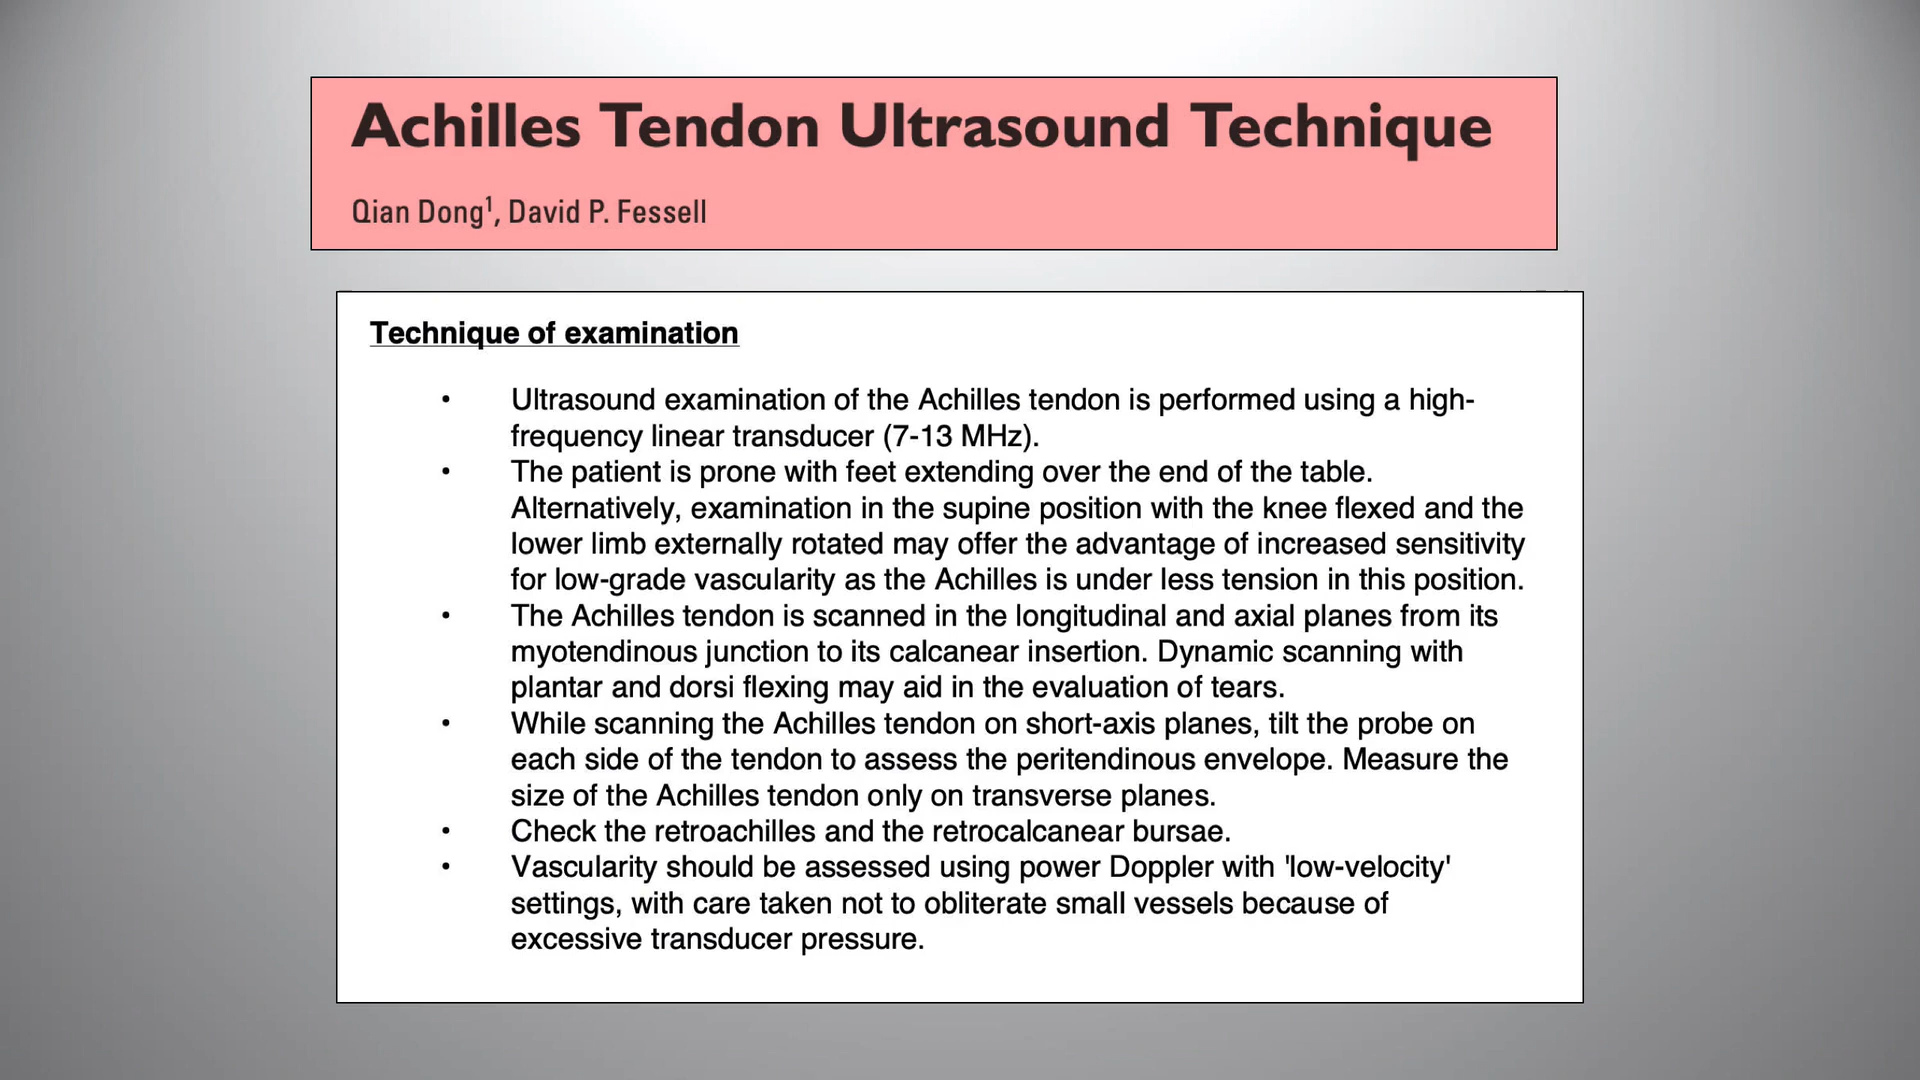 Achilles Tendon Ultrasound Technique
Qian Dong¹, David P. Fessell
Technique of examination
• Ultrasound examination of the Achilles tendon is performed using a high-
frequency linear transducer (7-13 MHz).
• The patient is prone with feet extending over the end of the table.
Alternatively, examination in the supine position with the knee flexed and the
lower limb externally rotated may offer the advantage of increased sensitivity
for low-grade vascularity as the Achilles is under less tension in this position.
• The Achilles tendon is scanned in the longitudinal and axial planes from its
myotendinous junction to its calcanear insertion. Dynamic scanning with
plantar and dorsi flexing may aid in the evaluation of tears.
• While scanning the Achilles tendon on short-axis planes, tilt the probe on
each side of the tendon to assess the peritendinous envelope. Measure the
size of the Achilles tendon only on transverse planes.
• Check the retroachilles and the retrocalcanear bursae.
• Vascularity should be assessed using power Doppler with 'low-velocity'
settings, with care taken not to obliterate small vessels because of
excessive transducer pressure.